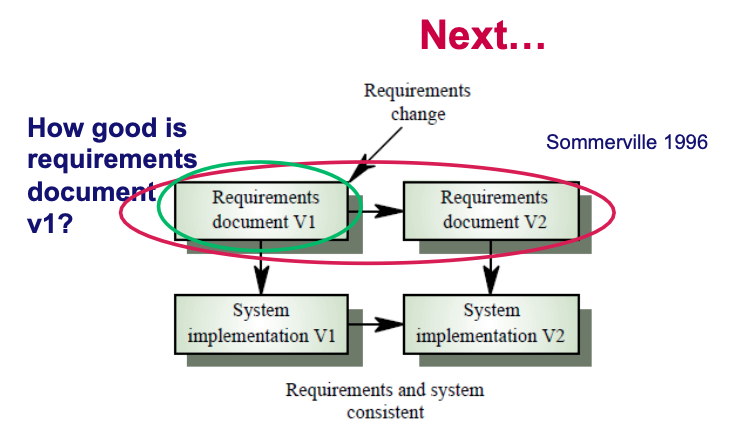 Next…
Requirements
change
How good is
requirements
document
v1?
Sommerville 1996
Requirements
document V1
Requirements
document V2
System
implementation V1
System
implementation V2
Requirements and system
consistent